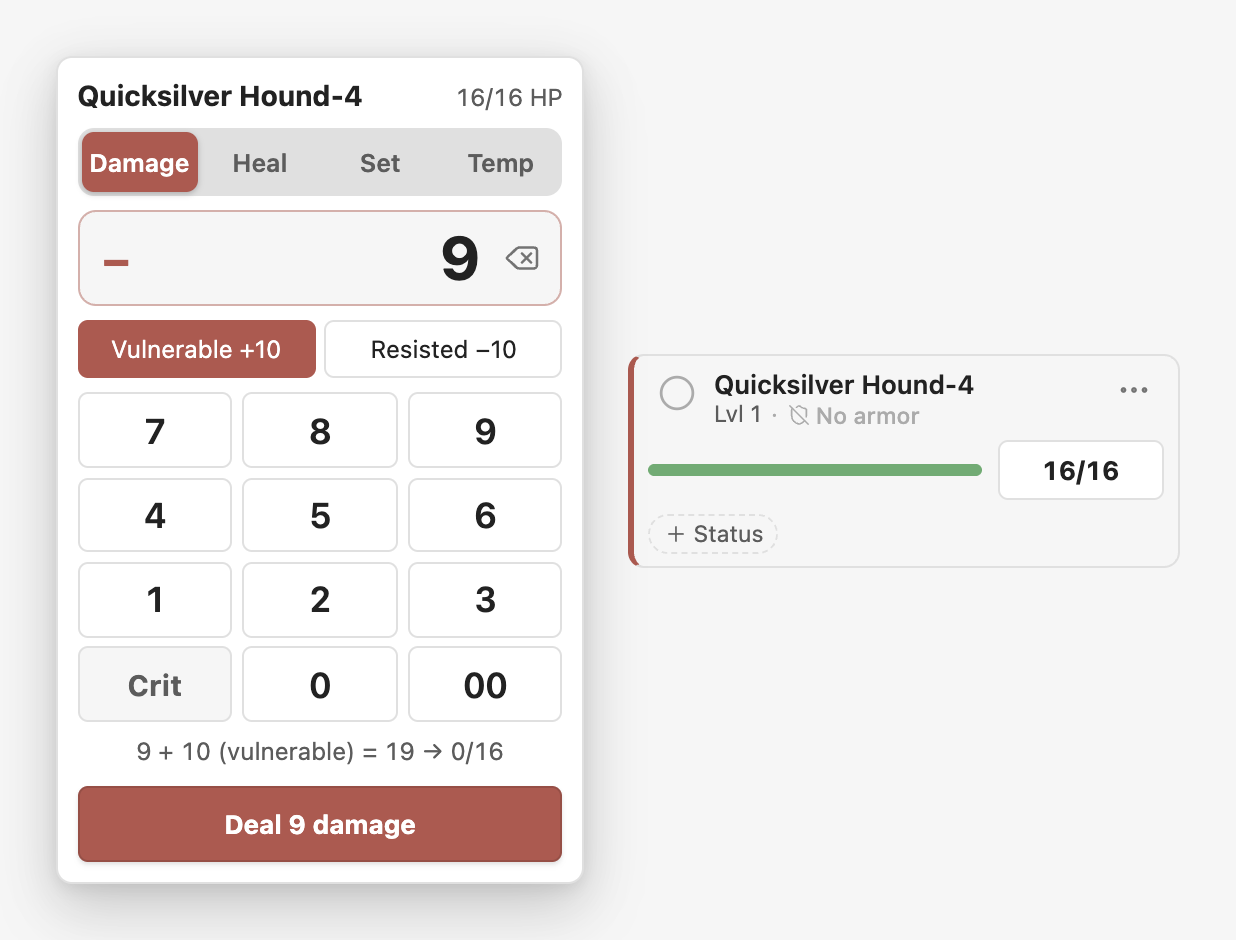 Quicksilver Hound-4 16/16 HP
Damage Heal Set Temp
– 9
Vulnerable +10 Resisted –10
7 8 9
4 5 6
1 2 3
Crit 0 00
9 + 10 (vulnerable) = 19 → 0/16
Deal 9 damage
Quicksilver Hound-4
Lvl 1 · No armor
16/16
+ Status